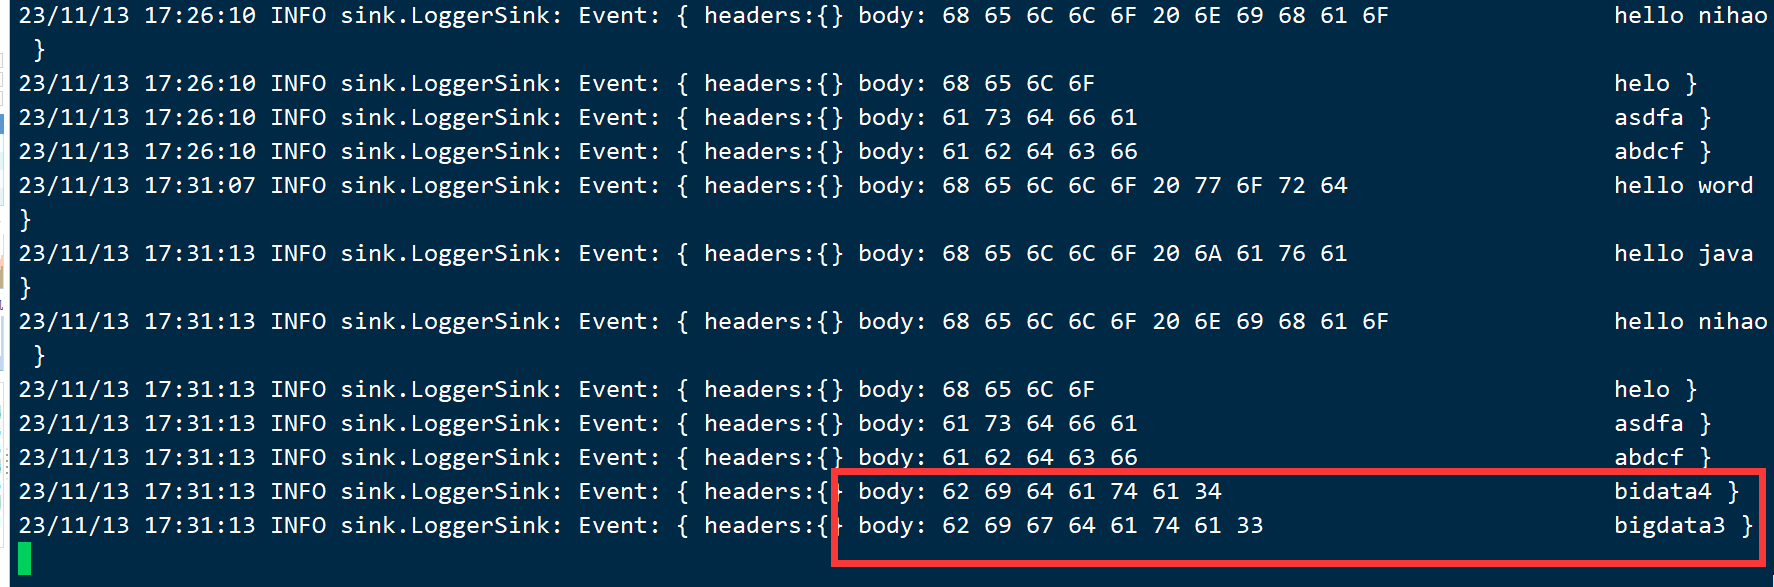 23/11/13 17:26:10 INFO sink.LoggerSink: Event: { headers:{} body: 68 65 6C 6C 6F 20 6E 69 68 61 6F hello nihao
}
23/11/13 17:26:10 INFO sink.LoggerSink: Event: { headers:{} body: 68 65 6C 6F helo }
23/11/13 17:26:10 INFO sink.LoggerSink: Event: { headers:{} body: 61 73 64 66 61 asdfa }
23/11/13 17:26:10 INFO sink.LoggerSink: Event: { headers:{} body: 61 62 64 63 66 abdcf }
23/11/13 17:31:07 INFO sink.LoggerSink: Event: { headers:{} body: 68 65 6C 6C 6F 20 77 6F 72 64 hello word
}
23/11/13 17:31:13 INFO sink.LoggerSink: Event: { headers:{} body: 68 65 6C 6C 6F 20 6A 61 76 61 hello java
}
23/11/13 17:31:13 INFO sink.LoggerSink: Event: { headers:{} body: 68 65 6C 6C 6F 20 6E 69 68 61 6F hello nihao
}
23/11/13 17:31:13 INFO sink.LoggerSink: Event: { headers:{} body: 68 65 6C 6F helo }
23/11/13 17:31:13 INFO sink.LoggerSink: Event: { headers:{} body: 61 73 64 66 61 asdfa }
23/11/13 17:31:13 INFO sink.LoggerSink: Event: { headers:{} body: 61 62 64 63 66 abdcf }
23/11/13 17:31:13 INFO sink.LoggerSink: Event: { headers:{} body: 62 69 64 61 74 61 34 bidata4 }
23/11/13 17:31:13 INFO sink.LoggerSink: Event: { headers:{} body: 62 69 67 64 61 74 61 33 bigdata3 }